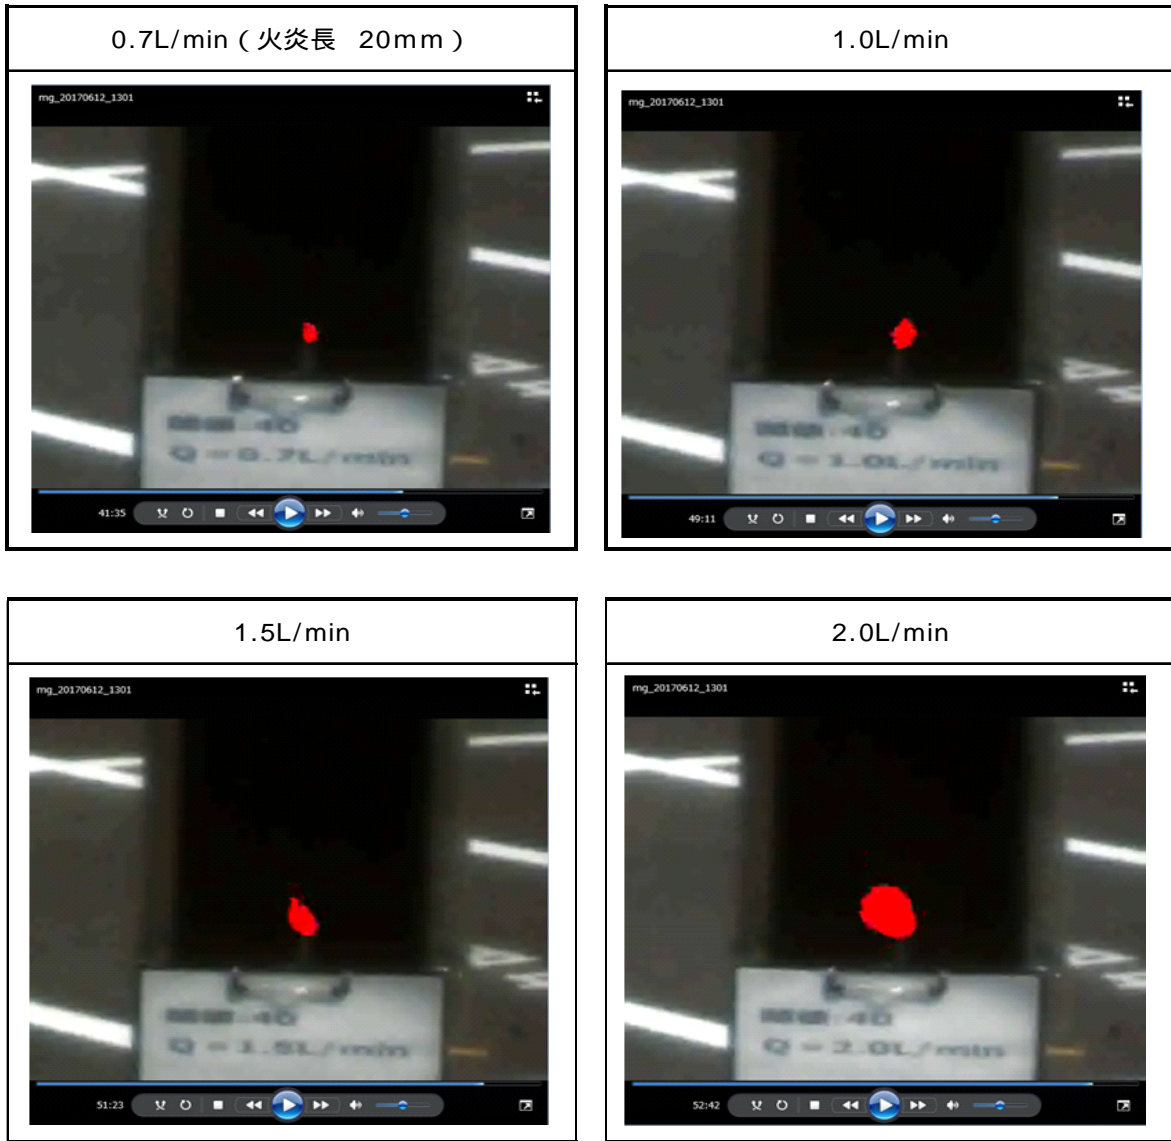 0.7L/min（火炎長　20mm）
mg_20170612_1301
Q = 0.7L/min
41:35
1.0L/min
mg_20170612_1301
Q = 1.0L/min
49:11
1.5L/min
mg_20170612_1301
Q = 1.5L/min
51:23
2.0L/min
mg_20170612_1301
Q = 2.0L/min
52:42